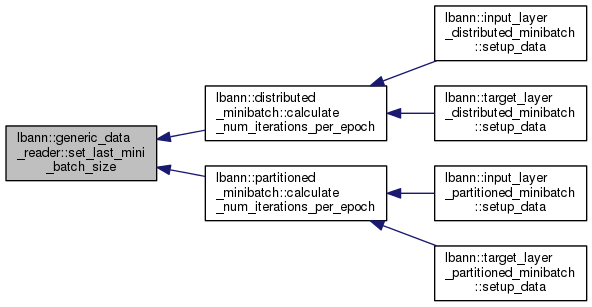 lbann::generic_data
_reader::set_last_mini
_batch_size
lbann::distributed
_minibatch::calculate
_num_iterations_per_epoch
lbann::input_layer
_distributed_minibatch
::setup_data
lbann::target_layer
_distributed_minibatch
::setup_data
lbann::partitioned
_minibatch::calculate
_num_iterations_per_epoch
lbann::input_layer
_partitioned_minibatch
::setup_data
lbann::target_layer
_partitioned_minibatch
::setup_data